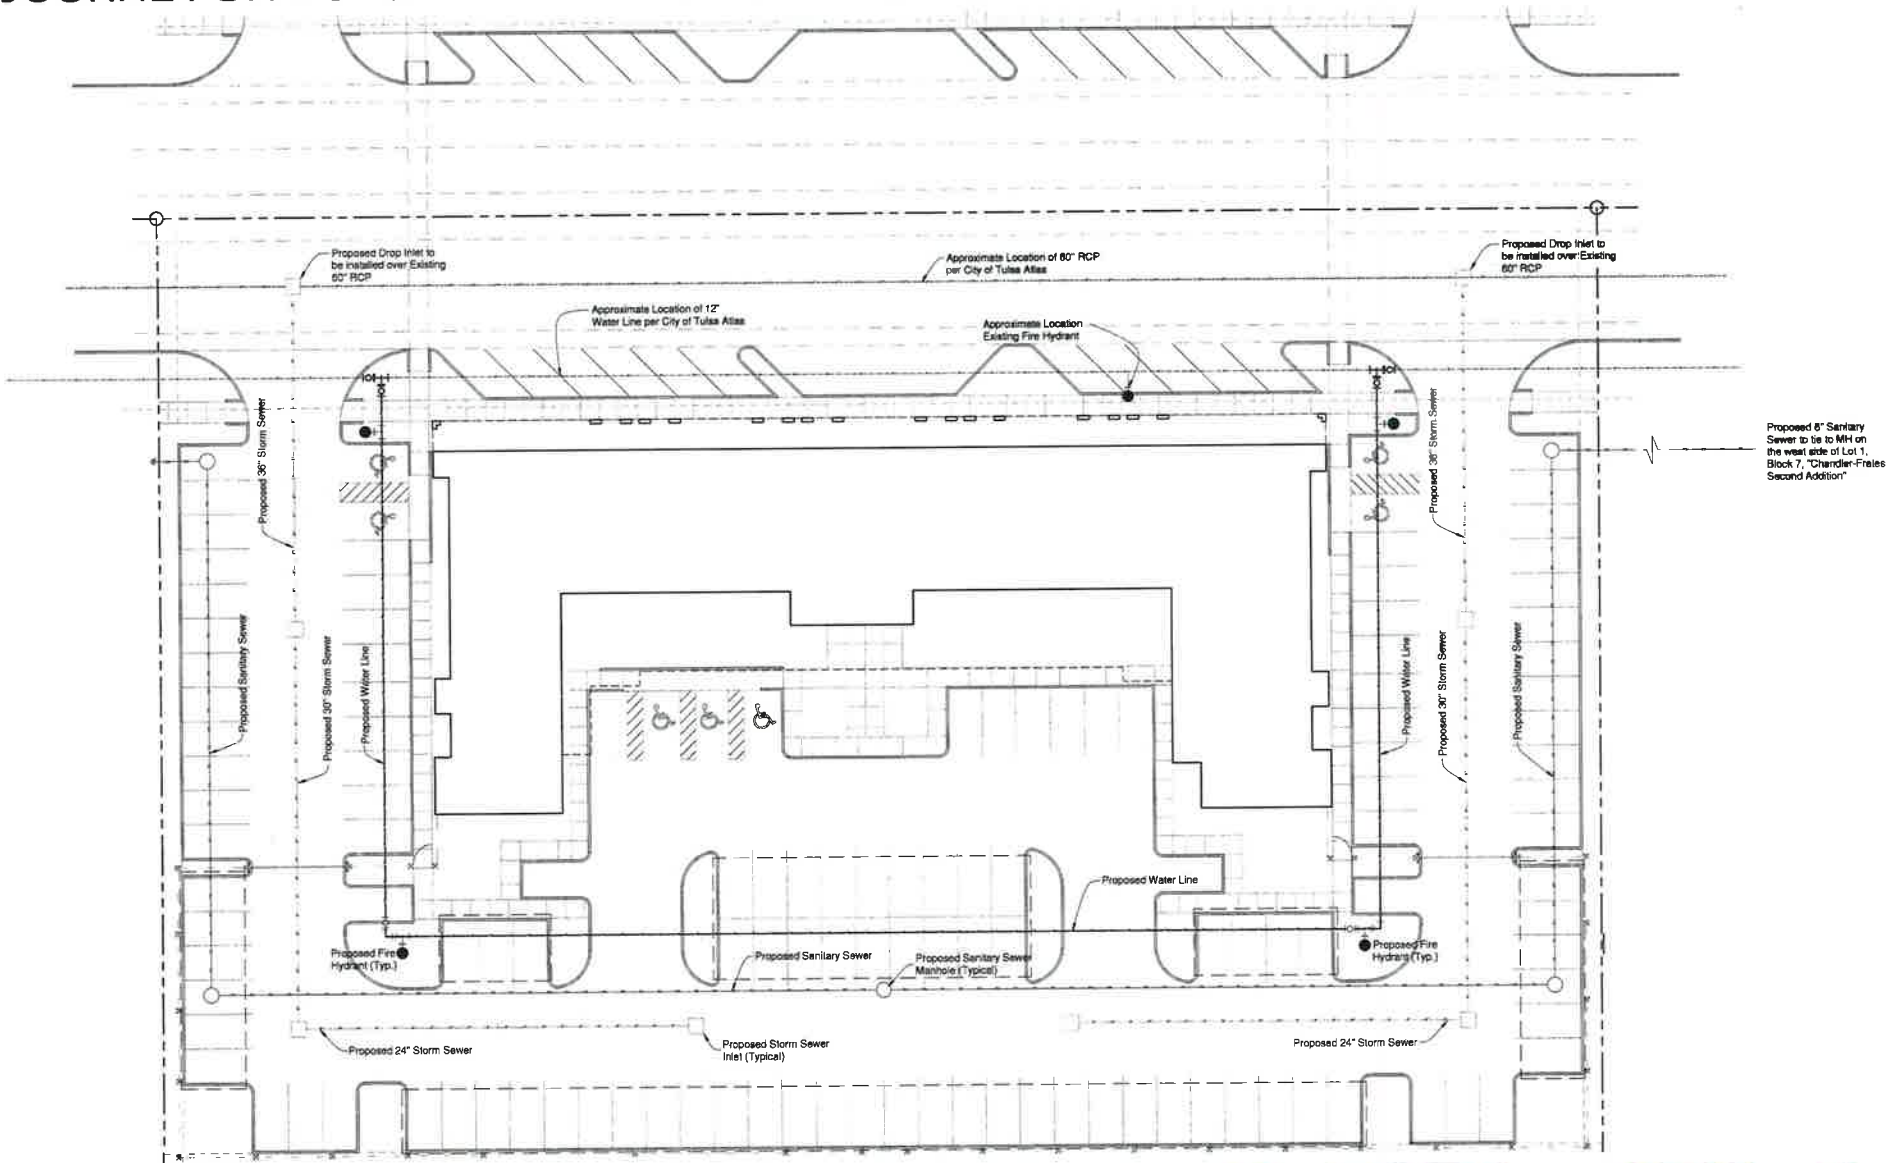 Proposed Drop Inlet to
be installed over Existing
60" RCP
Approximate Location of 60" RCP
per City of Tulsa Atlas
Proposed Drop Inlet to
be installed over Existing
60" RCP
Approximate Location of 12"
Water Line per City of Tulsa Atlas
Approximate Location
Existing Fire Hydrant
Proposed 36" Storm Sewer
Proposed 36" Storm Sewer
Proposed 8" Sanitary
Sewer to tie to MH on
the west side of Lot 1,
Block 7, "Chandler-Frates
Second Addition"
Proposed Sanitary Sewer
Proposed 30" Storm Sewer
Proposed Water Line
Proposed Water Line
Proposed 30" Storm Sewer
Proposed Sanitary Sewer
Proposed Water Line
Proposed Fire
Hydrant (Typ.)
Proposed Sanitary Sewer
Proposed Sanitary Sewer
Manhole (Typical)
Proposed Fire
Hydrant (Typ.)
Proposed 24" Storm Sewer
Proposed Storm Sewer
Inlet (Typical)
Proposed 24" Storm Sewer